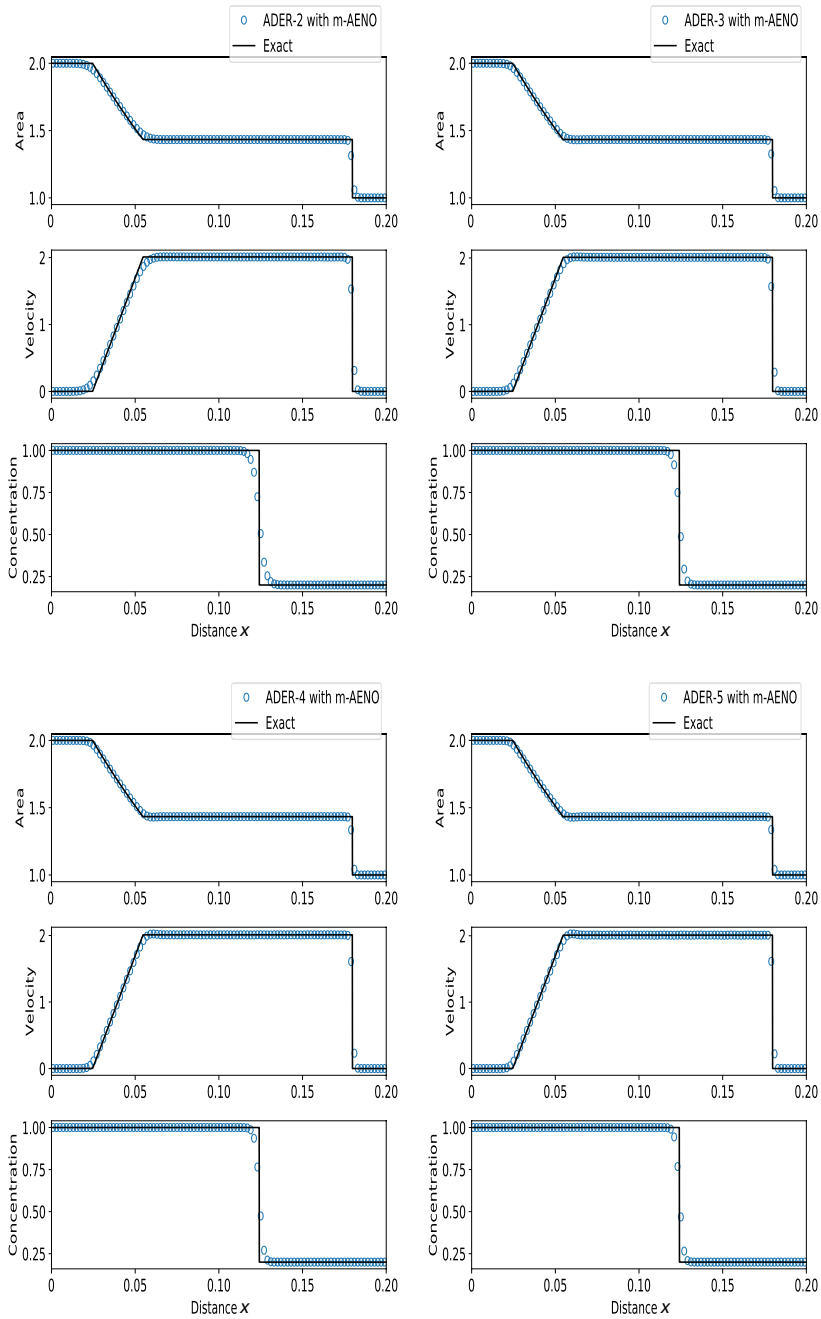 ADER-2 with m-AENO
Exact
Area
2.0
1.5
1.0
0 0.05 0.10 0.15 0.20
Velocity
2
1
0
0 0.05 0.10 0.15 0.20
Concentration
1.00
0.75
0.50
0.25
0 0.05 0.10 0.15 0.20
Distance x
ADER-3 with m-AENO
Exact
Area
2.0
1.5
1.0
0 0.05 0.10 0.15 0.20
Velocity
2
1
0
0 0.05 0.10 0.15 0.20
Concentration
1.00
0.75
0.50
0.25
0 0.05 0.10 0.15 0.20
Distance x
ADER-4 with m-AENO
Exact
Area
2.0
1.5
1.0
0 0.05 0.10 0.15 0.20
Velocity
2
1
0
0 0.05 0.10 0.15 0.20
Concentration
1.00
0.75
0.50
0.25
0 0.05 0.10 0.15 0.20
Distance x
ADER-5 with m-AENO
Exact
Area
2.0
1.5
1.0
0 0.05 0.10 0.15 0.20
Velocity
2
1
0
0 0.05 0.10 0.15 0.20
Concentration
1.00
0.75
0.50
0.25
0 0.05 0.10 0.15 0.20
Distance x